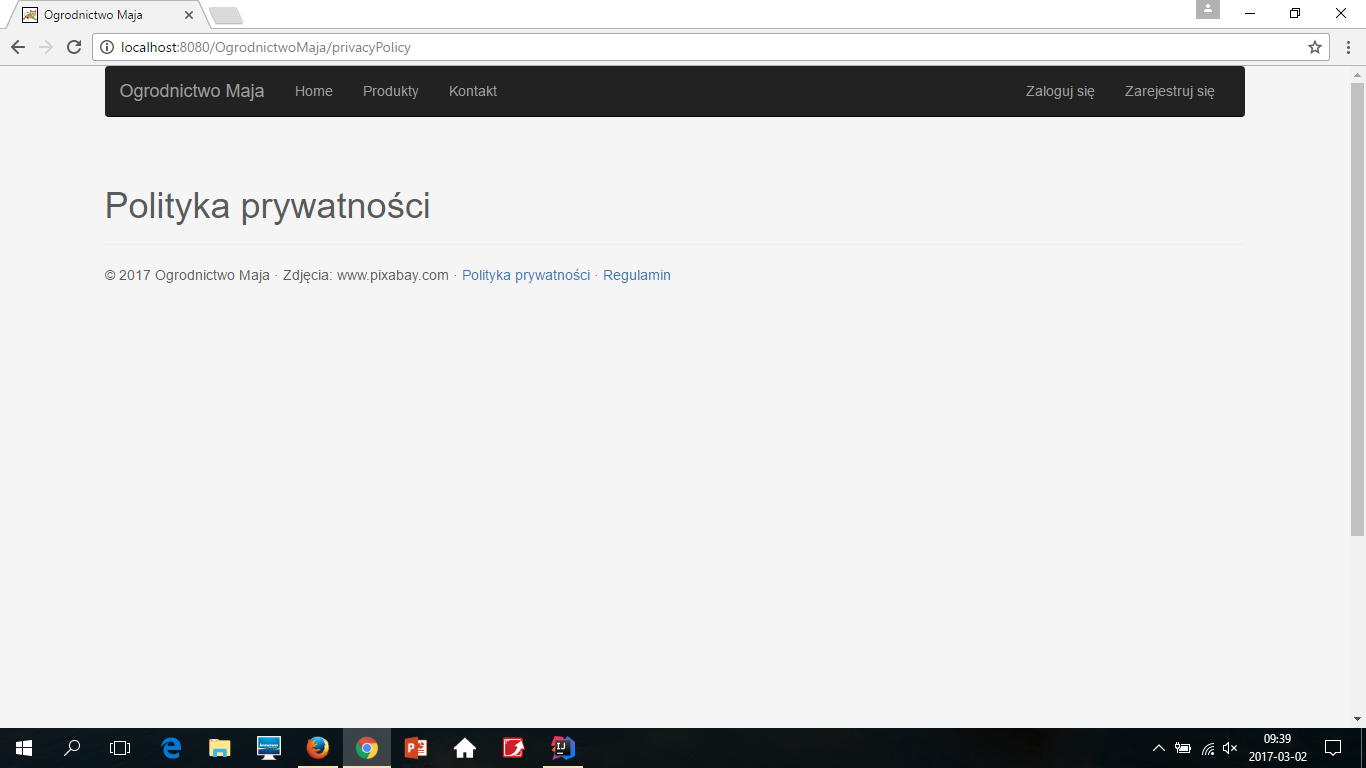 Ogrodnictwo Maja
localhost:8080/OgrodnictwoMaja/privacyPolicy
Ogrodnictwo Maja Home Produkty Kontakt Zaloguj się Zarejestruj się
Polityka prywatności
© 2017 Ogrodnictwo Maja · Zdjęcia: www.pixabay.com · Polityka prywatności · Regulamin
09:39
2017-03-02